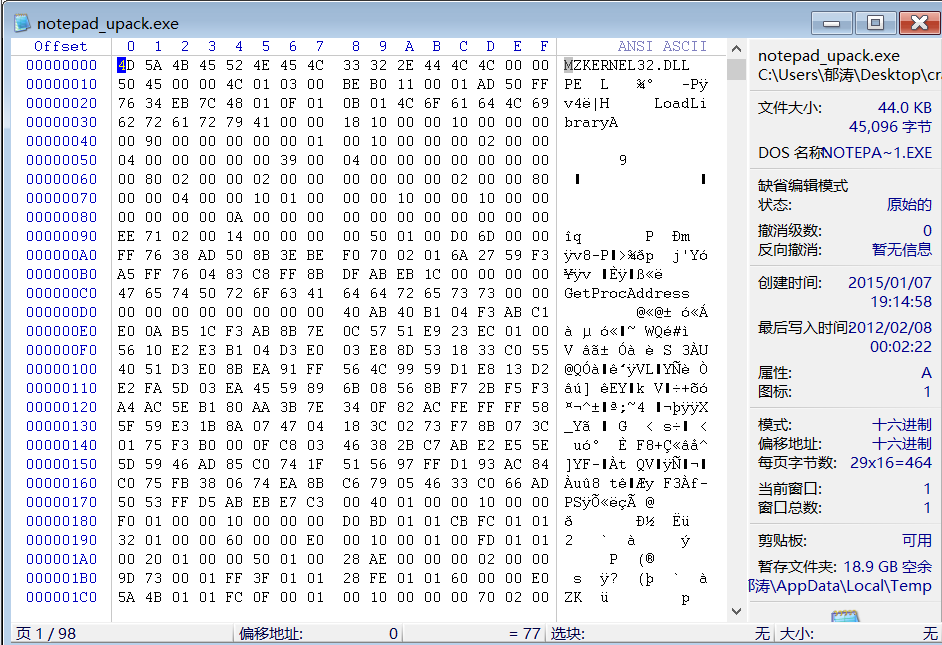 notepad_upack.exe
Offset 0 1 2 3 4 5 6 7 8 9 A B C D E F ANSI ASCII
00000000 4D 5A 4B 45 52 4E 45 4C 33 32 2E 44 4C 4C 00 00 MZKERNEL32.DLL
00000010 50 45 00 00 4C 01 03 00 BE B0 11 00 01 AD 50 FF PE L ¾° -Pÿ
00000020 76 34 EB 7C 48 01 0F 01 0B 01 4C 6F 61 64 4C 69 v4ë|H LoadLi
00000030 62 72 61 72 79 41 00 00 18 10 00 00 10 00 00 00 braryA
00000040 00 90 00 00 00 00 00 01 00 10 00 00 00 02 00 00
00000050 04 00 00 00 00 00 39 00 04 00 00 00 00 00 00 00 9
00000060 00 80 02 00 00 02 00 00 00 00 00 00 02 00 00 80
00000070 00 00 04 00 00 10 01 00 00 00 10 00 00 10 00 00
00000080 00 00 00 00 0A 00 00 00 00 00 00 00 00 00 00 00
00000090 EE 71 02 00 14 00 00 00 00 50 01 00 D0 6D 00 00 îq P Ðm
000000A0 FF 76 38 AD 50 8B 3E BE F0 70 02 01 6A 27 59 F3 ÿv8-P >¾ðp j'Yó
000000B0 A5 FF 76 04 83 C8 FF 8B DF AB EB 1C 00 00 00 00 ¥ÿv Èÿ ß«ë
000000C0 47 65 74 50 72 6F 63 41 64 64 72 65 73 73 00 00 GetProcAddress
000000D0 00 00 00 00 00 00 00 00 40 AB 40 B1 04 F3 AB C1 @«@± ó«Á
000000E0 E0 0A B5 1C F3 AB 8B 7E 0C 57 51 E9 23 EC 01 00 à µ ó« ~ WQé#ì
000000F0 56 10 E2 E3 B1 04 D3 E0 03 E8 8D 53 18 33 C0 55 V âã± Óà è S 3ÀU
00000100 40 51 D3 E0 8B EA 91 FF 56 4C 99 59 D1 E8 13 D2 @QÓà ê‘ÿVL YÑè Ò
00000110 E2 FA 5D 03 EA 45 59 89 6B 08 56 8B F7 2B F5 F3 âú] êEY k V ÷+õó
00000120 A4 AC 5E B1 80 AA 3B 7E 34 0F 82 AC FE FF FF 58 ¤¬^± ª;~4 ¬þÿÿX
00000130 5F 59 E3 1B 8A 07 47 04 18 3C 02 73 F7 8B 07 3C _Yã G < s÷ <
00000140 01 75 F3 B0 00 0F C8 03 46 38 2B C7 AB E2 E5 5E uó° È F8+Ç«âå^
00000150 5D 59 46 AD 85 C0 74 1F 51 56 97 FF D1 93 AC 84 ]YF- Àt QV ÿÑ ¬
00000160 C0 75 FB 38 06 74 EA 8B C6 79 05 46 33 C0 66 AD Àuû8 tê Æy F3Àf-
00000170 50 53 FF D5 AB EB E7 C3 00 40 01 00 00 10 00 00 PSÿÕ«ëçÃ @
00000180 F0 01 00 00 10 00 00 00 D0 BD 01 01 CB FC 01 01 ð Ð½ Ëü
00000190 32 01 00 00 60 00 00 E0 00 10 00 01 00 FD 01 01 2 ` à ý
000001A0 00 20 01 00 00 50 01 00 28 AE 00 00 00 02 00 00 P (®
000001B0 9D 73 00 01 FF 3F 01 01 28 FE 01 01 60 00 00 E0 s ÿ? (þ ` à
000001C0 5A 4B 01 01 FC 0F 00 01 00 10 00 00 00 70 02 00 ZK ü p
notepad_upack.exe
C:\Users\郁涛\Desktop\cra
文件大小: 44.0 KB
45,096 字节
DOS 名称NOTEPA~1.EXE
缺省编辑模式
状态: 原始的
撤消级数: 0
反向撤消: 暂无信息
创建时间: 2015/01/07
19:14:58
最后写入时间2012/02/08
00:02:22
属性: A
图标: 1
模式: 十六进制
偏移地址: 十六进制
每页字节数: 29x16=464
当前窗口: 1
窗口总数: 1
剪贴板: 可用
暂存文件夹: 18.9 GB 空余
郁涛\AppData\Local\Temp
页 1 / 98 偏移地址: 0 = 77 选块: 无 大小: 无